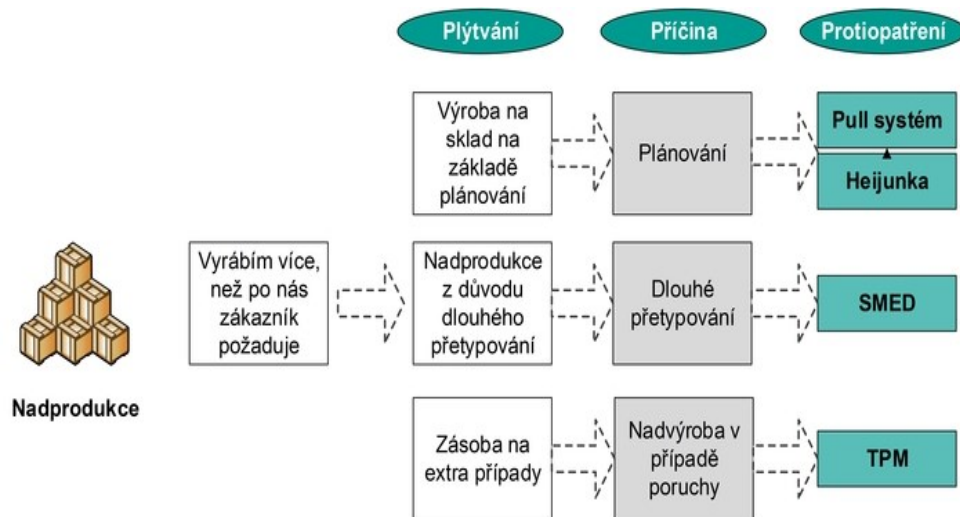 Plýtvání
Příčina
Protiopatření
Výroba na
sklad na
základě
plánování
Plánování
Pull systém
Heijunka
Vyrábím více,
než po nás
zákazník
požaduje
Nadprodukce
z důvodu
dlouhého
přetypování
Dlouhé
přetypování
SMED
Nadprodukce
Zásoba na
extra případy
Nadvýroba v
případě
poruchy
TPM